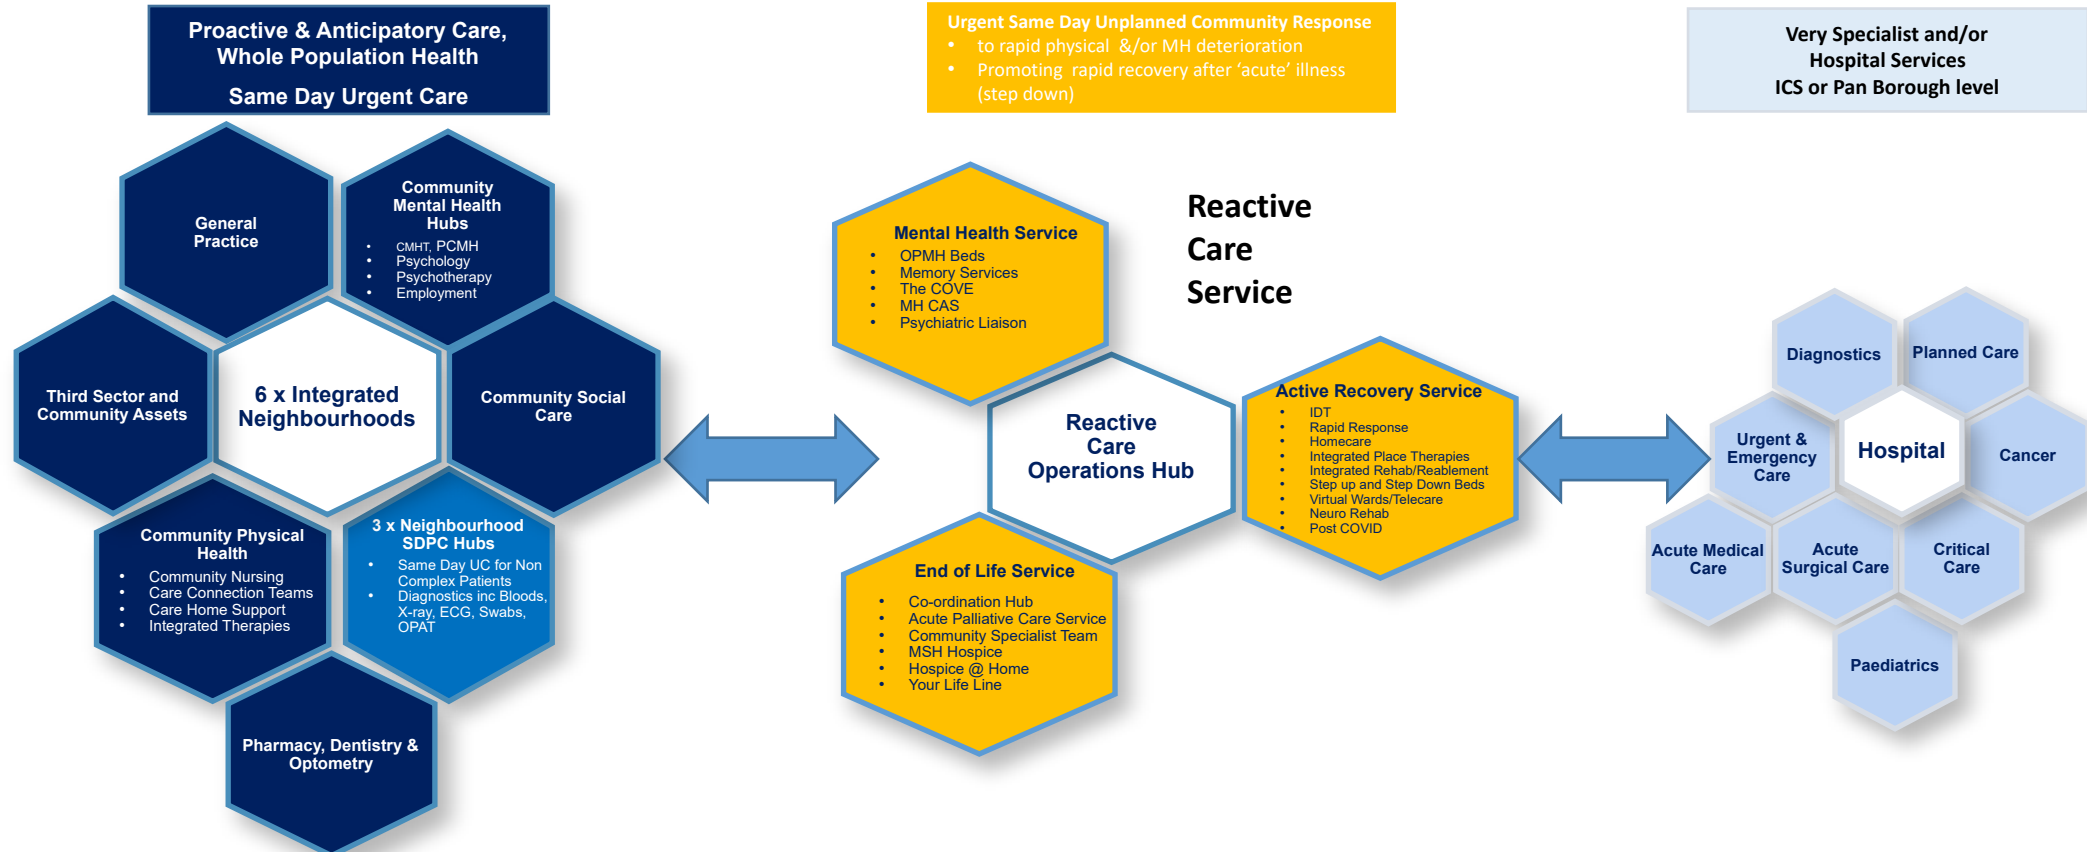 Proactive & Anticipatory Care,
Whole Population Health
Same Day Urgent Care
General
Practice
Community
Mental Health
Hubs
• CMHT, PCMH
• Psychology
• Psychotherapy
• Employment
Third Sector and
Community Assets
6 x Integrated
Neighbourhoods
Community Social
Care
Community Physical
Health
• Community Nursing
• Care Connection Teams
• Care Home Support
• Integrated Therapies
3 x Neighbourhood
SDPC Hubs
• Same Day UC for Non
Complex Patients
• Diagnostics inc Bloods,
X-ray, ECG, Swabs,
OPAT
Pharmacy, Dentistry &
Optometry
Urgent Same Day Unplanned Community Response
• to rapid physical &/or MH deterioration
• Promoting rapid recovery after ‘acute’ illness
(step down)
Reactive
Care
Service
Mental Health Service
• OPMH Beds
• Memory Services
• The COVE
• MH CAS
• Psychiatric Liaison
Reactive
Care
Operations Hub
Active Recovery Service
• IDT
• Rapid Response
• Homecare
• Integrated Place Therapies
• Integrated Rehab/Reablement
• Step up and Step Down Beds
• Virtual Wards/Telecare
• Neuro Rehab
• Post COVID
End of Life Service
• Co-ordination Hub
• Acute Palliative Care Service
• Community Specialist Team
• MSH Hospice
• Hospice @ Home
• Your Life Line
Very Specialist and/or
Hospital Services
ICS or Pan Borough level
Diagnostics
Planned Care
Urgent &
Emergency
Care
Hospital
Cancer
Acute Medical
Care
Acute
Surgical Care
Critical
Care
Paediatrics